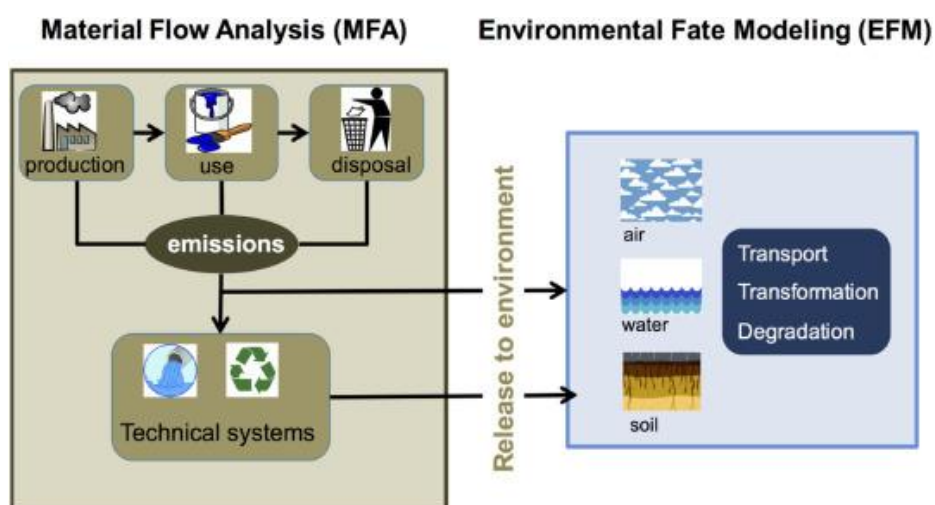 Material Flow Analysis (MFA)
Environmental Fate Modeling (EFM)
production
use
disposal
emissions
Technical systems
Release to environment
air
water
soil
Transport
Transformation
Degradation